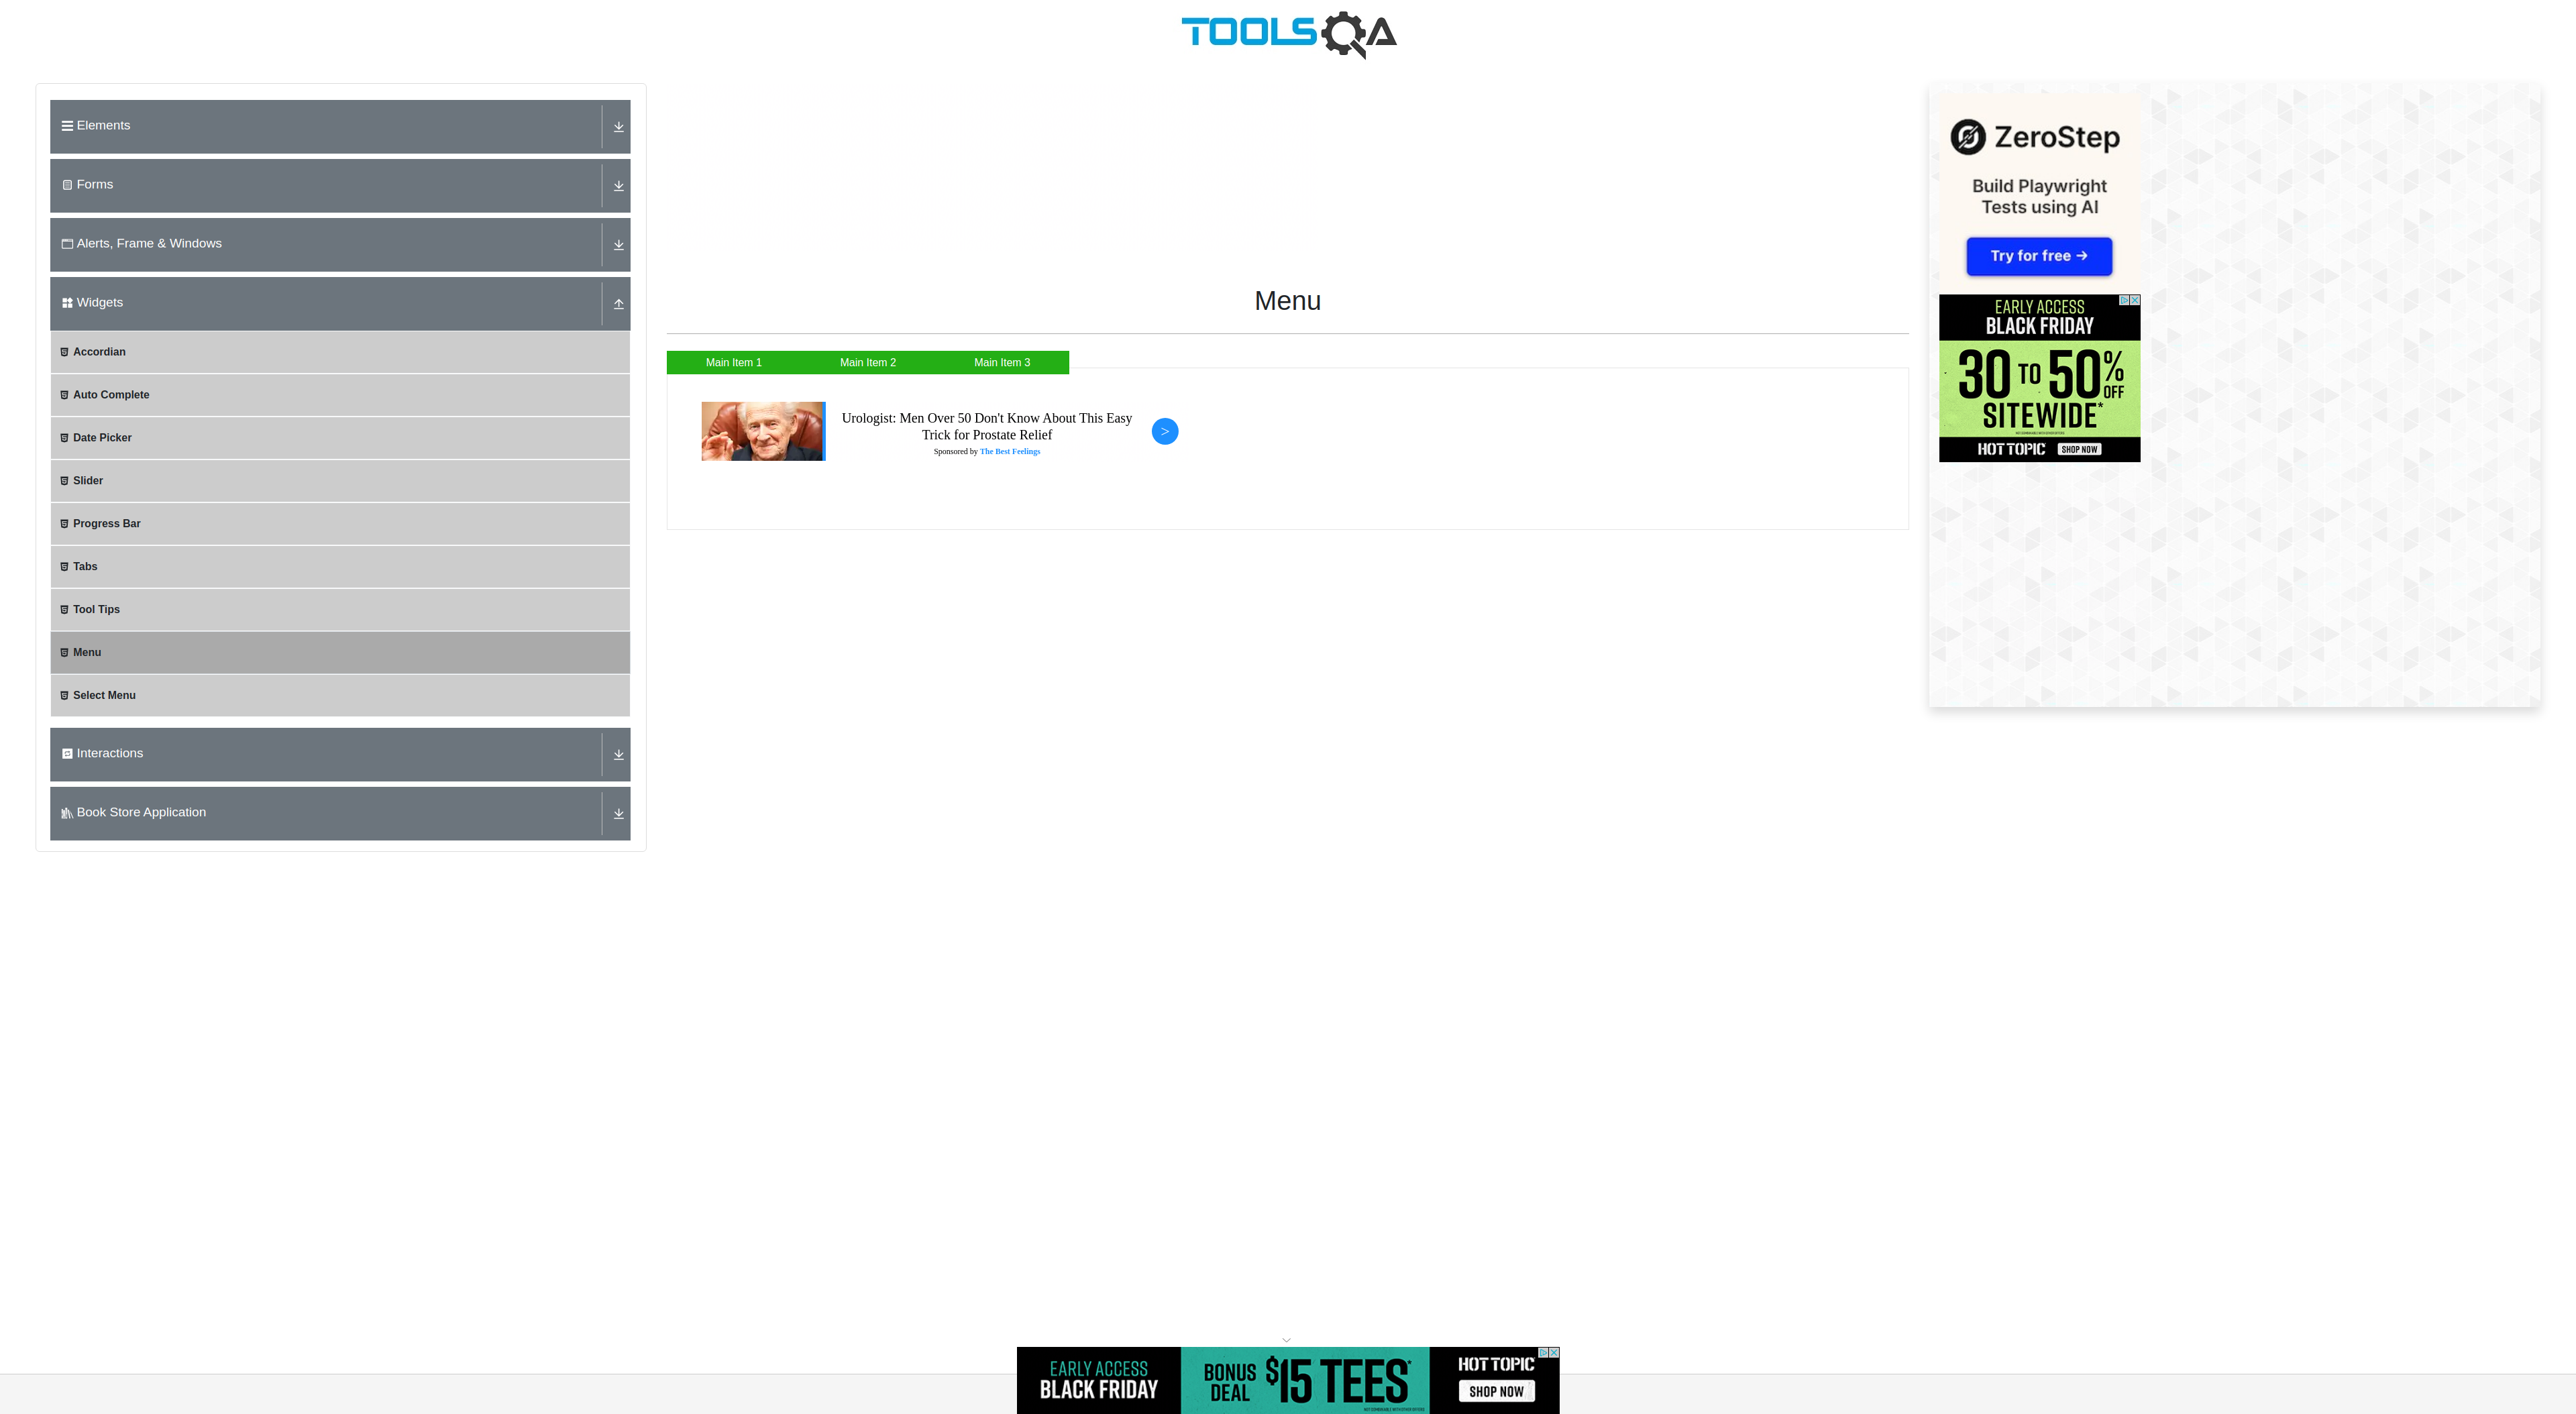 TOOLSQA
Elements
Forms
Alerts, Frame & Windows
Widgets
Accordian
Auto Complete
Date Picker
Slider
Progress Bar
Tabs
Tool Tips
Menu
Select Menu
Interactions
Book Store Application
Menu
Main Item 1
Main Item 2
Main Item 3
Urologist: Men Over 50 Don't Know About This Easy
Trick for Prostate Relief
Sponsored by The Best Feelings
>
ZeroStep
Build Playwright
Tests using AI
Try for free →
EARLY ACCESS
BLACK FRIDAY
30 TO 50% OFF
SITEWIDE*
HOT TOPIC
SHOP NOW
EARLY ACCESS
BLACK FRIDAY
BONUS
DEAL
$15 TEES*
HOT TOPIC
SHOP NOW